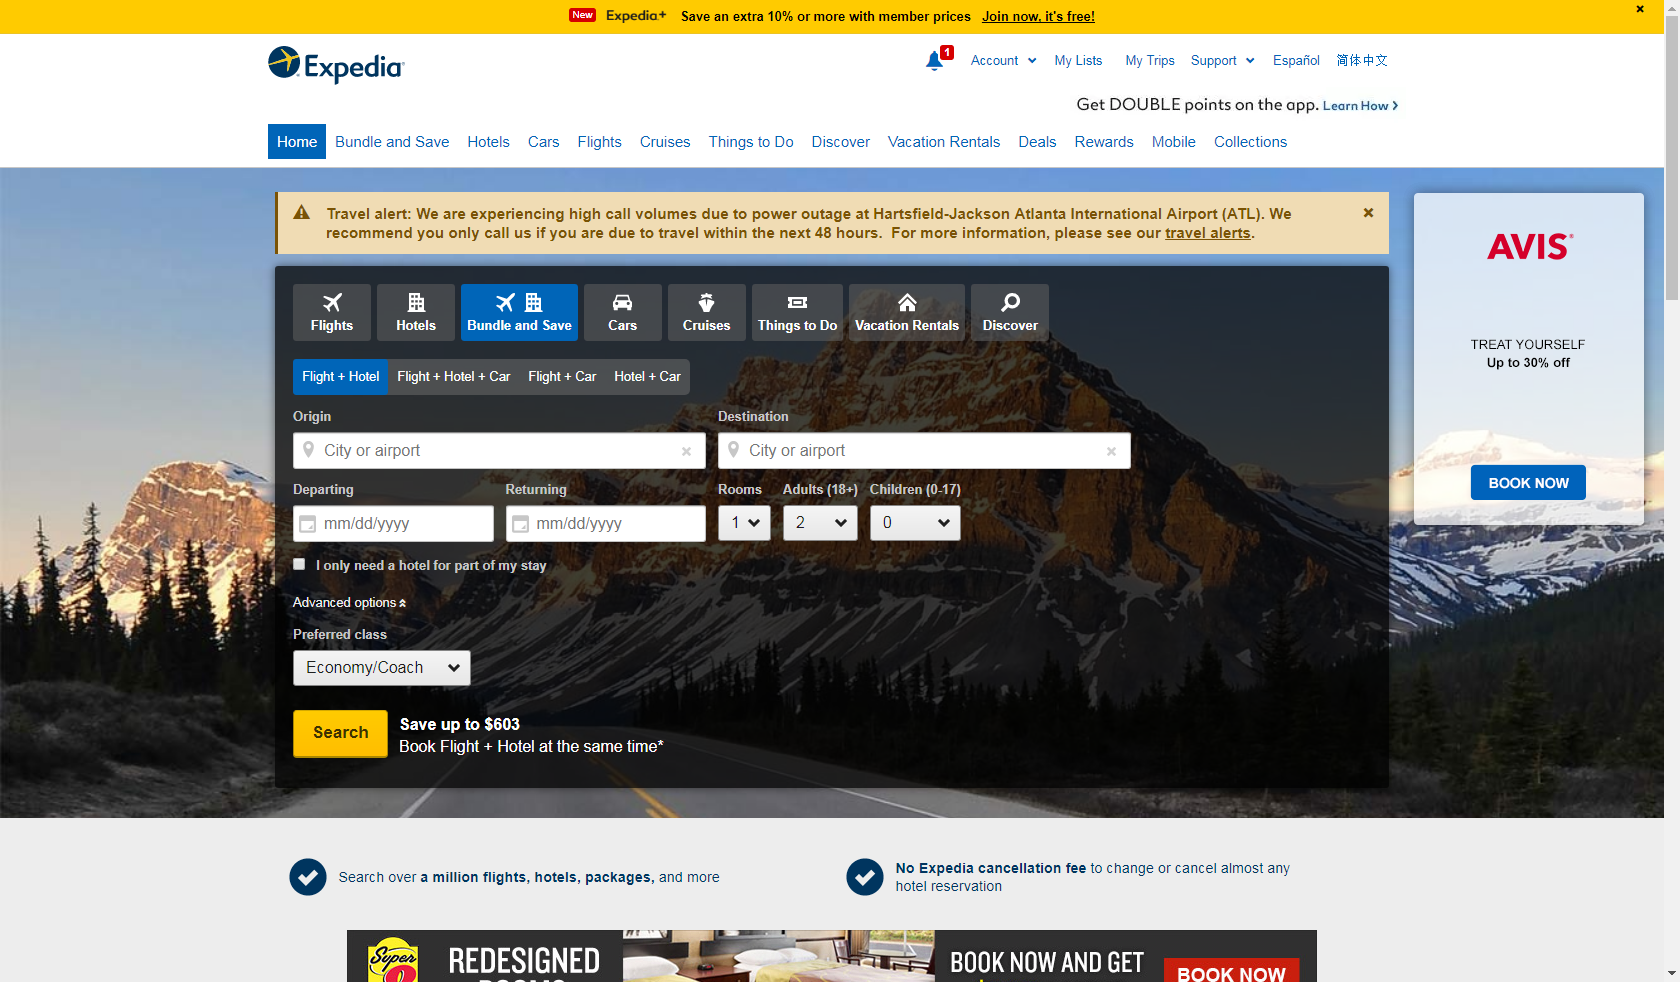 New Expedia+ Save an extra 10% or more with member prices Join now, it's free!
Expedia
1 Account My Lists My Trips Support Español 简体中文
Get DOUBLE points on the app. Learn How
Home Bundle and Save Hotels Cars Flights Cruises Things to Do Discover Vacation Rentals Deals Rewards Mobile Collections
Travel alert: We are experiencing high call volumes due to power outage at Hartsfield-Jackson Atlanta International Airport (ATL). We
recommend you only call us if you are due to travel within the next 48 hours. For more information, please see our travel alerts.
AVIS
TREAT YOURSELF
Up to 30% off
BOOK NOW
Flights Hotels Bundle and Save Cars Cruises Things to Do Vacation Rentals Discover
Flight + Hotel Flight + Hotel + Car Flight + Car Hotel + Car
Origin Destination
City or airport City or airport
Departing Returning Rooms Adults (18+) Children (0-17)
mm/dd/yyyy mm/dd/yyyy 1 2 0
I only need a hotel for part of my stay
Advanced options
Preferred class
Economy/Coach
Search
Save up to $603
Book Flight + Hotel at the same time*
Search over a million flights, hotels, packages, and more
No Expedia cancellation fee to change or cancel almost any
hotel reservation
Super
REDESIGNED
BOOK NOW AND GET
BOOK NOW